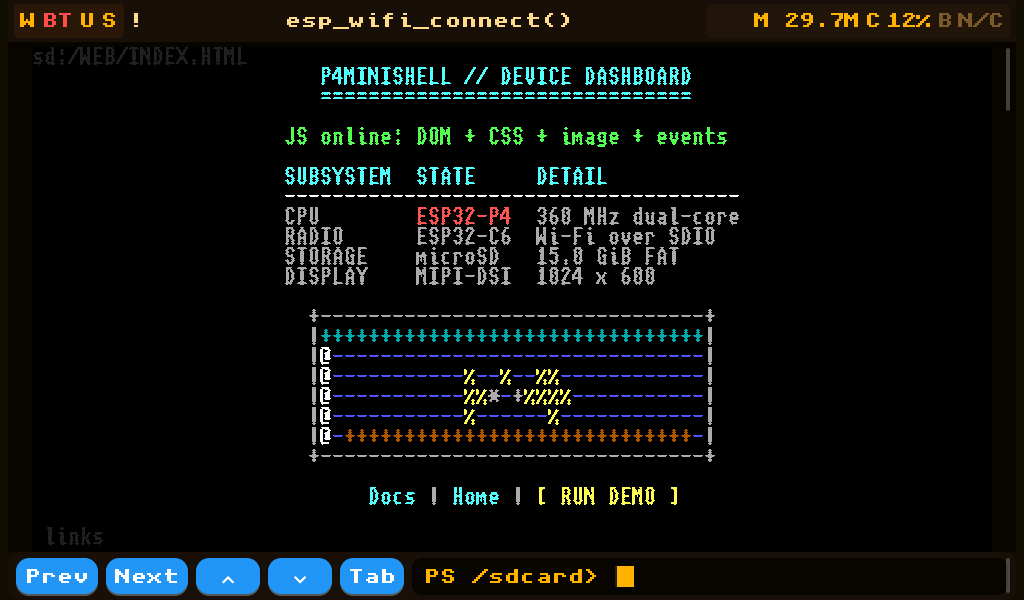 W BT U S ! esp_wifi_connect() M 29.7M C 12% B N/C
sd:/WEB/INDEX.HTML
P4MINISHELL // DEVICE DASHBOARD
===============================
JS online: DOM + CSS + image + events
SUBSYSTEM STATE DETAIL
--------------------------------------
CPU ESP32-P4 360 MHz dual-core
RADIO ESP32-C6 Wi-Fi over SDIO
STORAGE microSD 15.0 GiB FAT
DISPLAY MIPI-DSI 1024 x 600
+--------------------------------+
|++++++++++++++++++++++++++++++++|
|@-------------------------------|
|@-----------%--%--%%------------|
|@-----------%%*-+%%%%-----------|
|@-----------%------%------------|
|@-+++++++++++++++++++++++++++++-|
+--------------------------------+
Docs | Home | [ RUN DEMO ]
links
Prev Next ^ v Tab PS /sdcard>